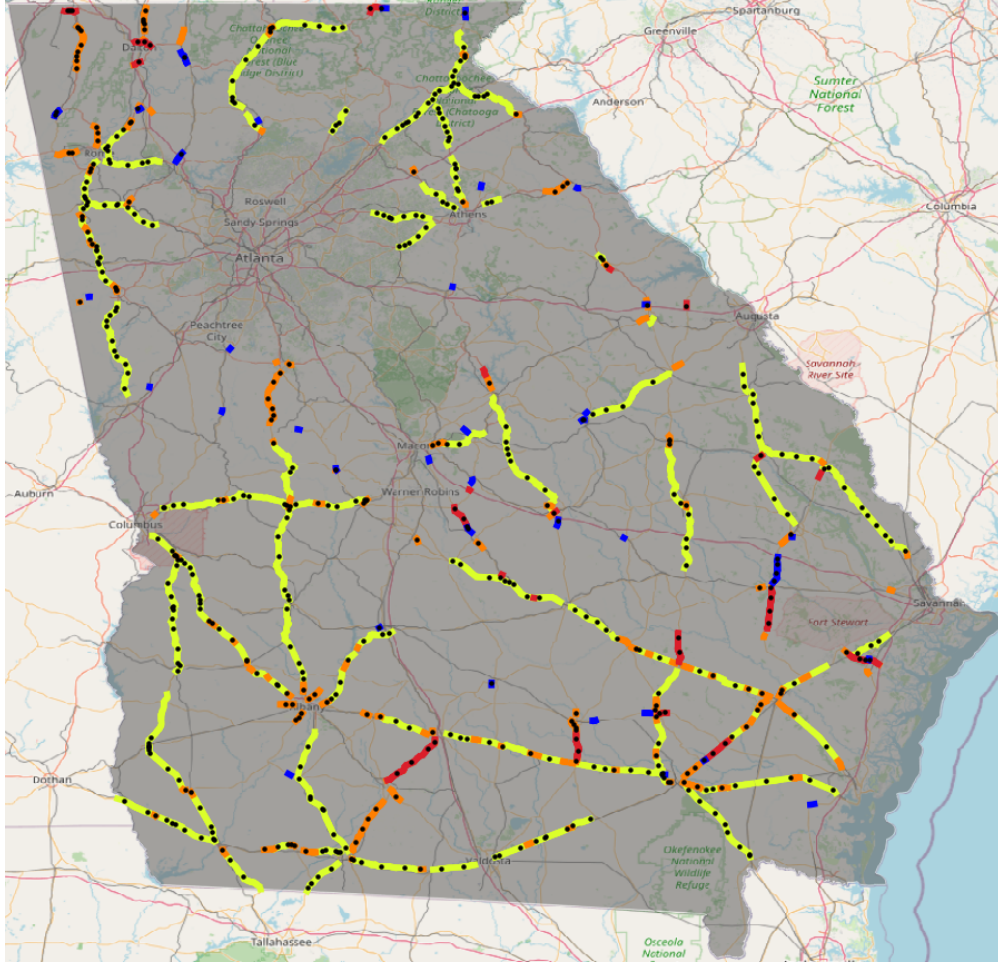 Spartanburg
Greenville
Sumter
National
Forest
Anderson
Columbia
Roswell
Sandy Springs
Athens
Atlanta
Peachtree
City
Augusta
Savannah
River Site
Auburn
Columbus
Warner Robins
Savannah
Fort Stewart
Dothan
Valdosta
Okefenokee
National
Wildlife
Refuge
Tallahassee
Osceola
National